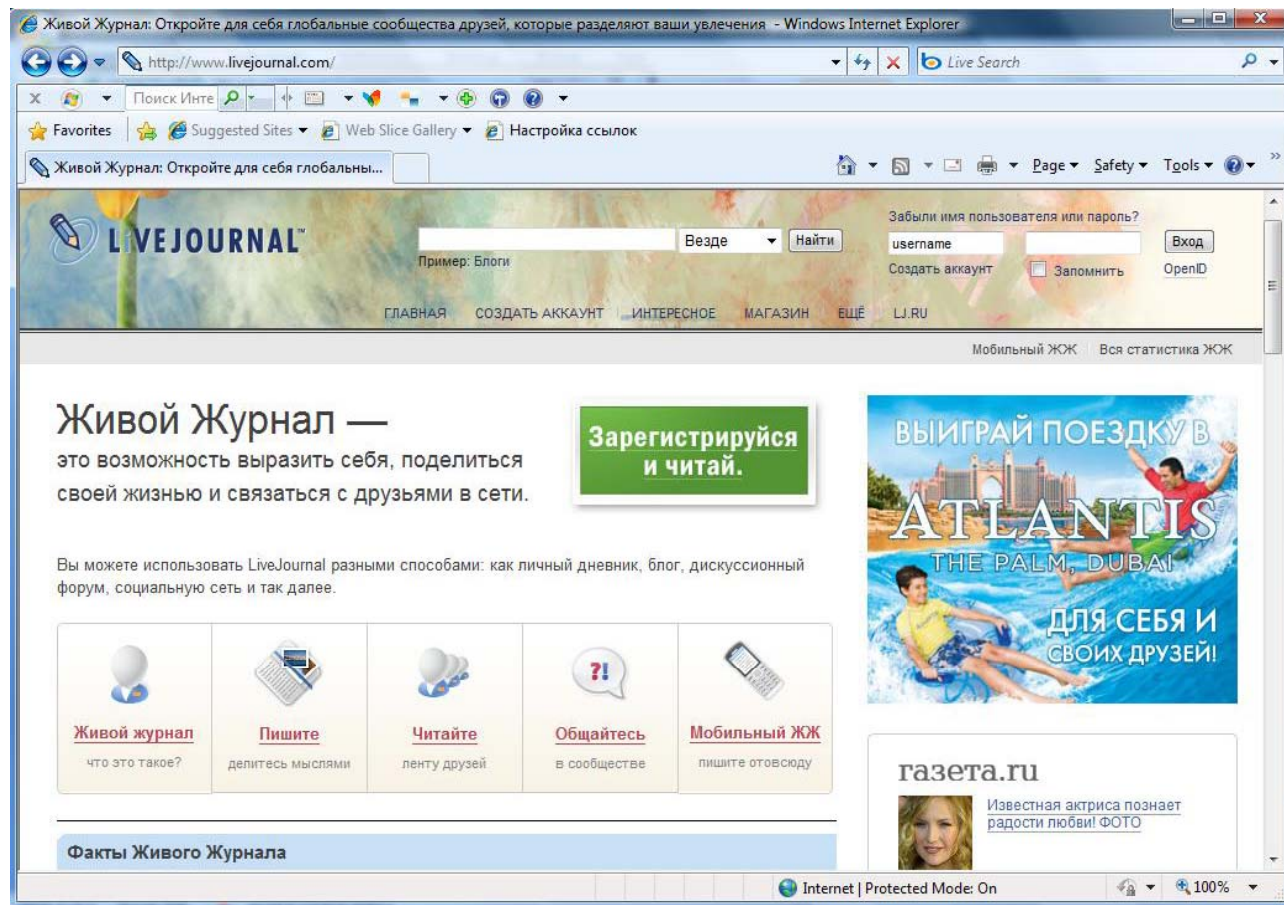 Живой Журнал: Откройте для себя глобальные сообщества друзей, которые разделяют ваши увлечения - Windows Internet Explorer
http://www.livejournal.com/
Live Search
x Поиск Инте
Favorites Suggested Sites Web Slice Gallery Настройка ссылок
Живой Журнал: Откройте для себя глобальны...
Page Safety Tools »
LIVEJOURNAL™
Везде Найти
Пример: Блоги
Забыли имя пользователя или пароль?
username Вход
Создать аккаунт Запомнить OpenID
ГЛАВНАЯ СОЗДАТЬ АККАУНТ ИНТЕРЕСНОЕ МАГАЗИН ЕЩЁ LJ.RU
Мобильный ЖЖ Вся статистика ЖЖ
Живой Журнал —
это возможность выразить себя, поделиться
своей жизнью и связаться с друзьями в сети.
Зарегистрируйся
и читай.
Вы можете использовать LiveJournal разными способами: как личный дневник, блог, дискуссионный
форум, социальную сеть и так далее.
?!
Живой журнал Пишите Читайте Общайтесь Мобильный ЖЖ
что это такое? делитесь мыслями ленту друзей в сообществе пишите отовсюду
Факты Живого Журнала
ВЫИГРАЙ ПОЕЗДКУ В
ATLANTIS
THE PALM, DUBAI
ДЛЯ СЕБЯ И
СВОИХ ДРУЗЕЙ!
газета.ru
Известная актриса познает
радости любви! ФОТО
Internet | Protected Mode: On 100%